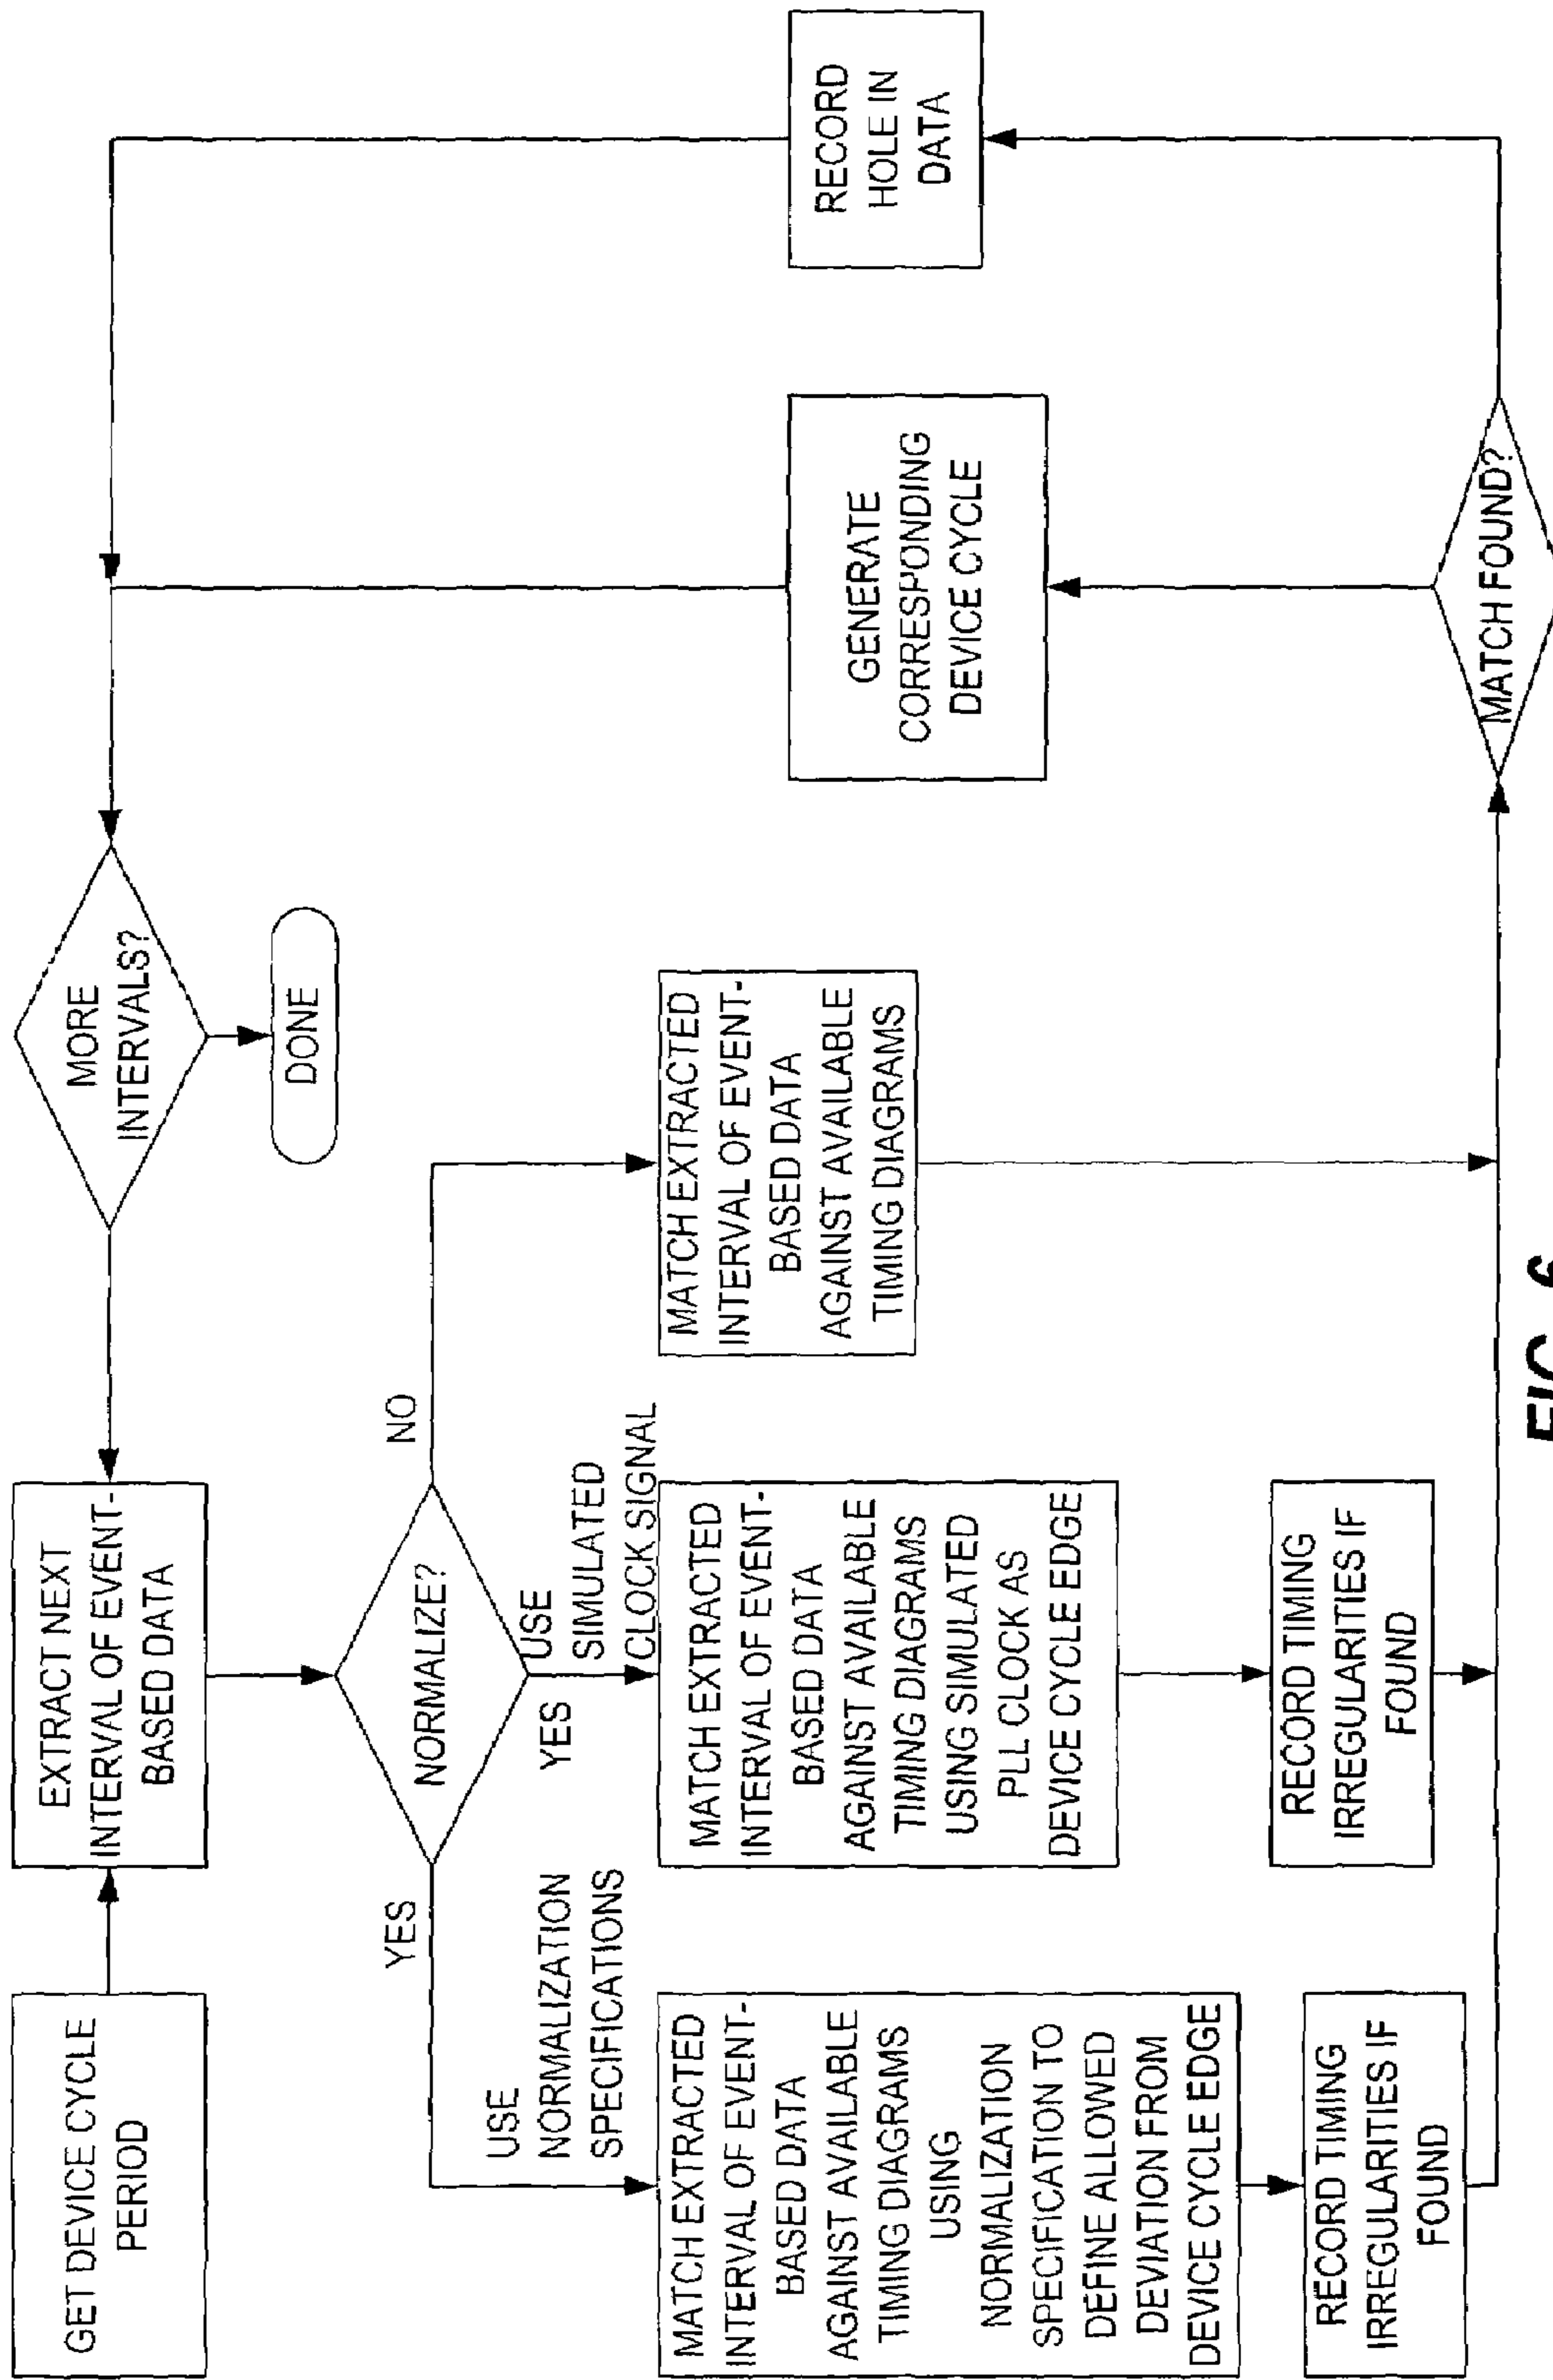 GET DEVICE CYCLE
PERIOD
EXTRACT NEXT
INTERVAL OF EVENT-
BASED DATA
MORE
INTERVALS?
DONE
NORMALIZE?
YES
USE
NORMALIZATION
SPECIFICATIONS
YES
USE
SIMULATED
CLOCK SIGNAL
NO
MATCH EXTRACTED
INTERVAL OF EVENT-
BASED DATA
AGAINST AVAILABLE
TIMING DIAGRAMS
USING
NORMALIZATION
SPECIFICATION TO
DEFINE ALLOWED
DEVIATION FROM
DEVICE CYCLE EDGE
MATCH EXTRACTED
INTERVAL OF EVENT-
BASED DATA
AGAINST AVAILABLE
TIMING DIAGRAMS
USING SIMULATED
PLL CLOCK AS
DEVICE CYCLE EDGE
MATCH EXTRACTED
INTERVAL OF EVENT-
BASED DATA
AGAINST AVAILABLE
TIMING DIAGRAMS
RECORD TIMING
IRREGULARITIES IF
FOUND
RECORD TIMING
IRREGULARITIES IF
FOUND
GENERATE
CORRESPONDING
DEVICE CYCLE
RECORD
HOLE IN
DATA
MATCH FOUND?
FIG. 6